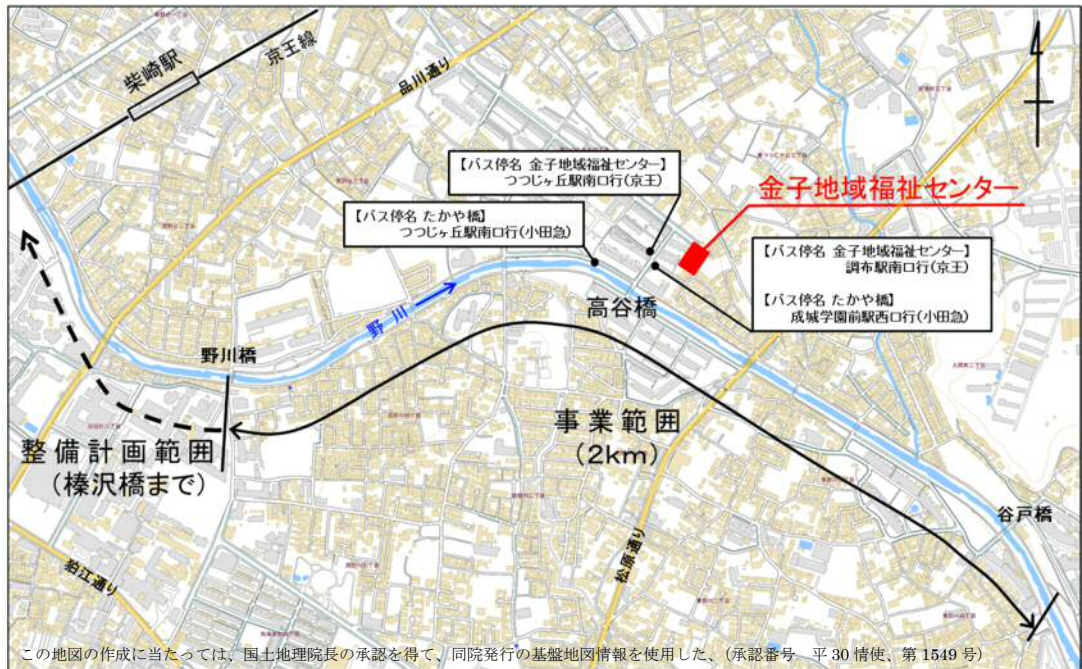 柴崎駅
京王線
品川通り
【バス停名 金子地域福祉センター】
つつじヶ丘駅南口行(京王)
金子地域福祉センター
【バス停名 たかや橋】
つつじヶ丘駅南口行(小田急)
【バス停名 金子地域福祉センター】
調布駅南口行(京王)
【バス停名 たかや橋】
成城学園前駅西口行(小田急)
野川
高谷橋
野川橋
事業範囲
(2km)
整備計画範囲
(榛沢橋まで)
谷戸橋
松原通り
狛江通り
この地図の作成に当たっては、国土地理院長の承認を得て、同院発行の基盤地図情報を使用した、(承認番号 平 30 情使、第 1549 号)